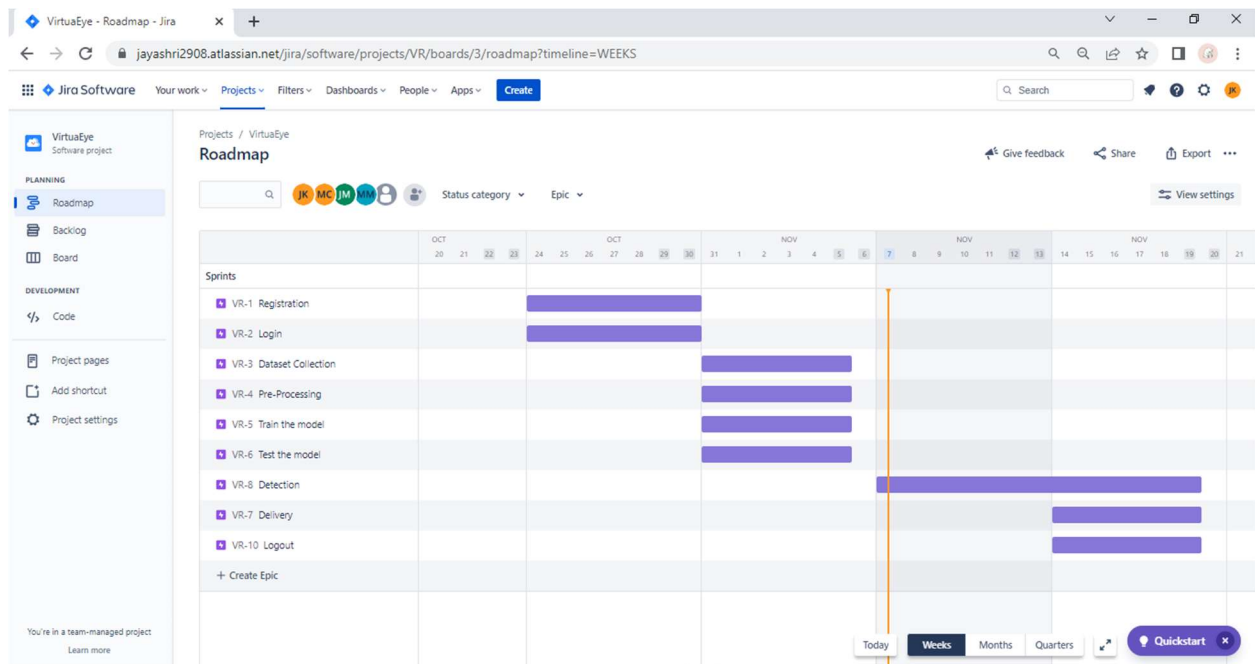 VirtuaEye - Roadmap - Jira
jayashri2908.atlassian.net/jira/software/projects/VR/boards/3/roadmap?timeline=WEEKS
Jira Software Your work Projects Filters Dashboards People Apps Create Search JK
VirtuaEye
Software project
PLANNING
Roadmap
Backlog
Board
DEVELOPMENT
Code
Project pages
Add shortcut
Project settings
You're in a team-managed project
Learn more
Projects / VirtuaEye
Roadmap
Give feedback Share Export
JK MC JM MM Status category Epic View settings
OCT OCT NOV NOV NOV
20 21 22 23 24 25 26 27 28 29 30 31 1 2 3 4 5 6 7 8 9 10 11 12 13 14 15 16 17 18 19 20 21
Sprints
VR-1 Registration
VR-2 Login
VR-3 Dataset Collection
VR-4 Pre-Processing
VR-5 Train the model
VR-6 Test the model
VR-8 Detection
VR-7 Delivery
VR-10 Logout
+ Create Epic
Today Weeks Months Quarters Quickstart